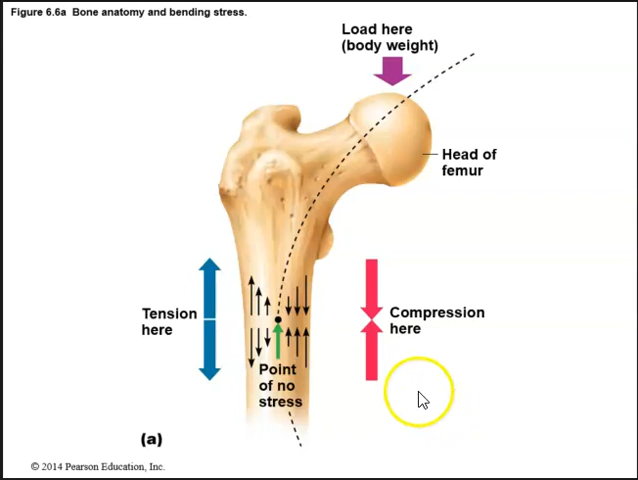 Figure 6.6a Bone anatomy and bending stress.
Load here
(body weight)
Head of
femur
Tension
here
Compression
here
Point
of no
stress
(a)
© 2014 Pearson Education, Inc.